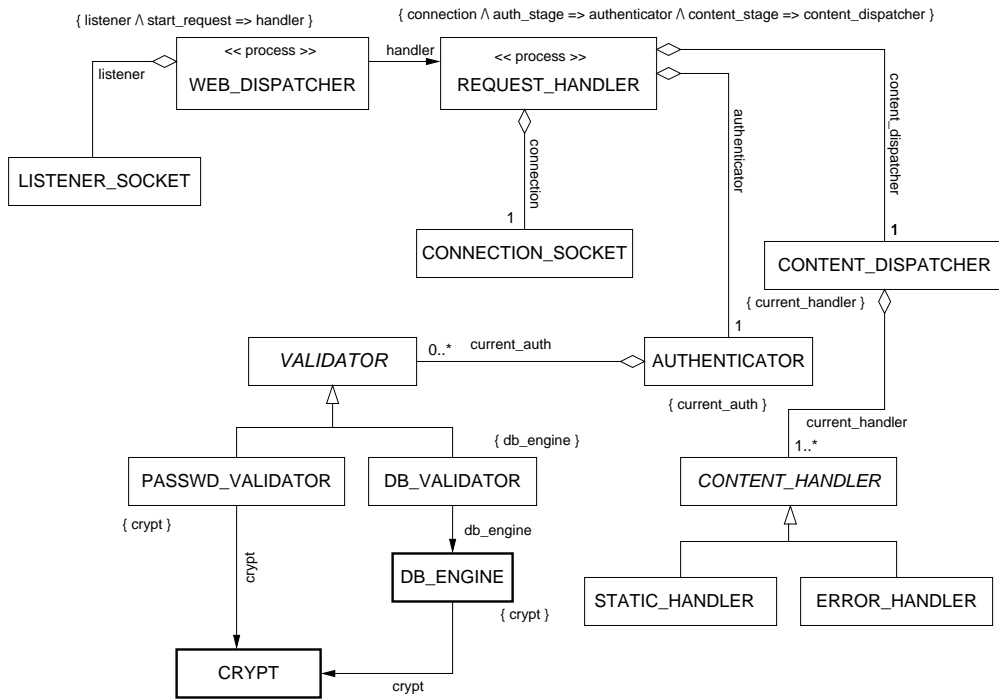 { listener /\ start_request => handler }
{ connection /\ auth_stage => authenticator /\ content_stage => content_dispatcher }
<< process >>
WEB_DISPATCHER
handler
<< process >>
REQUEST_HANDLER
listener
LISTENER_SOCKET
connection
authenticator
content_dispatcher
1
CONNECTION_SOCKET
1
CONTENT_DISPATCHER
{ current_handler }
1
VALIDATOR
0..*
current_auth
AUTHENTICATOR
{ current_auth }
current_handler
1..*
{ db_engine }
PASSWD_VALIDATOR
DB_VALIDATOR
CONTENT_HANDLER
{ crypt }
db_engine
crypt
DB_ENGINE
{ crypt }
STATIC_HANDLER
ERROR_HANDLER
CRYPT
crypt